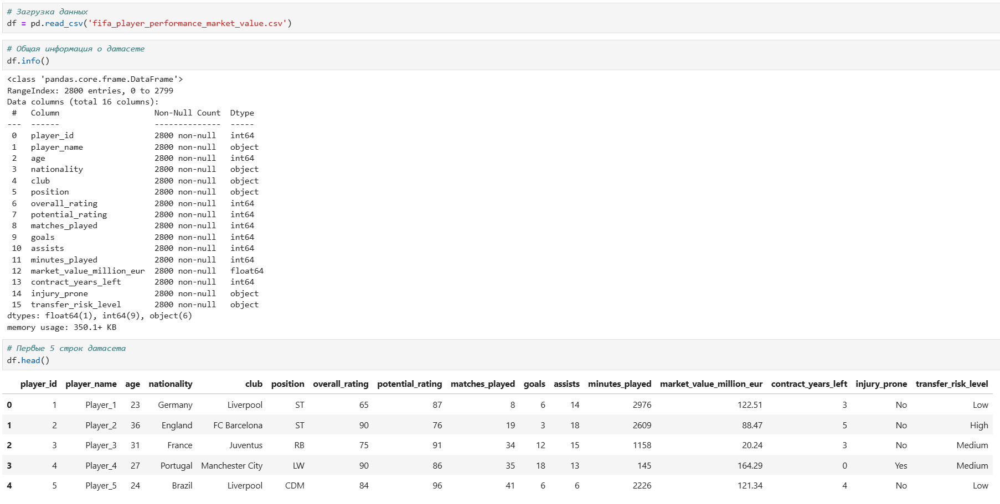 # Загрузка данных
df = pd.read_csv('fifa_player_performance_market_value.csv')
# Общая информация о датасете
df.info()
<class 'pandas.core.frame.DataFrame'>
RangeIndex: 2800 entries, 0 to 2799
Data columns (total 16 columns):
 #   Column                    Non-Null Count  Dtype
---  ------                    --------------  -----
 0   player_id                 2800 non-null   int64
 1   player_name               2800 non-null   object
 2   age                       2800 non-null   int64
 3   nationality               2800 non-null   object
 4   club                      2800 non-null   object
 5   position                  2800 non-null   object
 6   overall_rating            2800 non-null   int64
 7   potential_rating          2800 non-null   int64
 8   matches_played            2800 non-null   int64
 9   goals                     2800 non-null   int64
 10  assists                   2800 non-null   int64
 11  minutes_played            2800 non-null   int64
 12  market_value_million_eur  2800 non-null   float64
 13  contract_years_left       2800 non-null   int64
 14  injury_prone              2800 non-null   object
 15  transfer_risk_level       2800 non-null   object
dtypes: float64(1), int64(9), object(6)
memory usage: 350.1+ KB
# Первые 5 строк датасета
df.head()
player_id player_name age nationality club position overall_rating potential_rating matches_played goals assists minutes_played market_value_million_eur contract_years_left injury_prone transfer_risk_level
0 1 Player_1 23 Germany Liverpool ST 65 87 8 6 14 2976 122.51 3 No Low
1 2 Player_2 36 England FC Barcelona ST 90 76 19 3 18 2609 88.47 5 No High
2 3 Player_3 31 France Juventus RB 75 91 34 12 15 1158 20.24 3 No Medium
3 4 Player_4 27 Portugal Manchester City LW 90 86 35 18 13 145 164.29 0 Yes Medium
4 5 Player_5 24 Brazil Liverpool CDM 84 96 41 6 6 2226 121.34 4 No Low